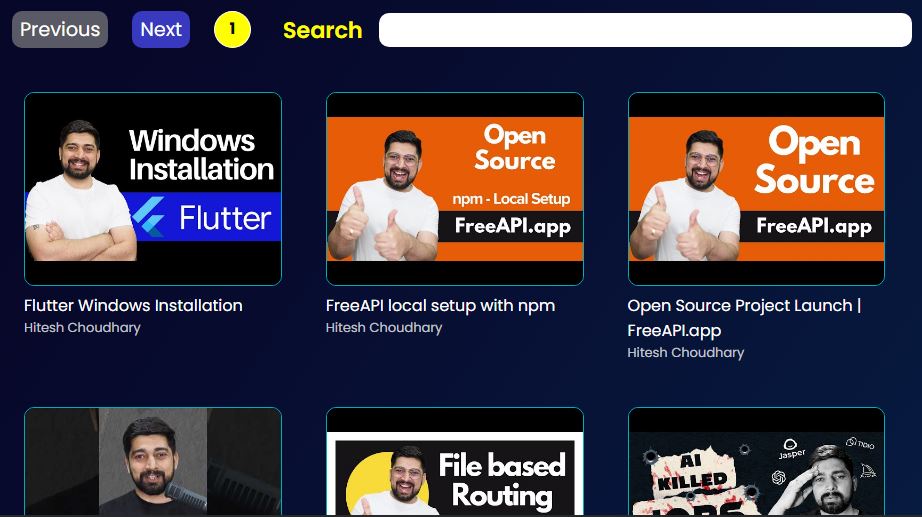 Previous
Next
1
Search
Windows
Installation
Flutter
Open
Source
npm - Local Setup
FreeAPI.app
Open
Source
FreeAPI.app
Flutter Windows Installation
Hitesh Choudhary
FreeAPI local setup with npm
Hitesh Choudhary
Open Source Project Launch |
FreeAPI.app
Hitesh Choudhary
File based
Routing
AI
KILLED
Jasper
TIDIO